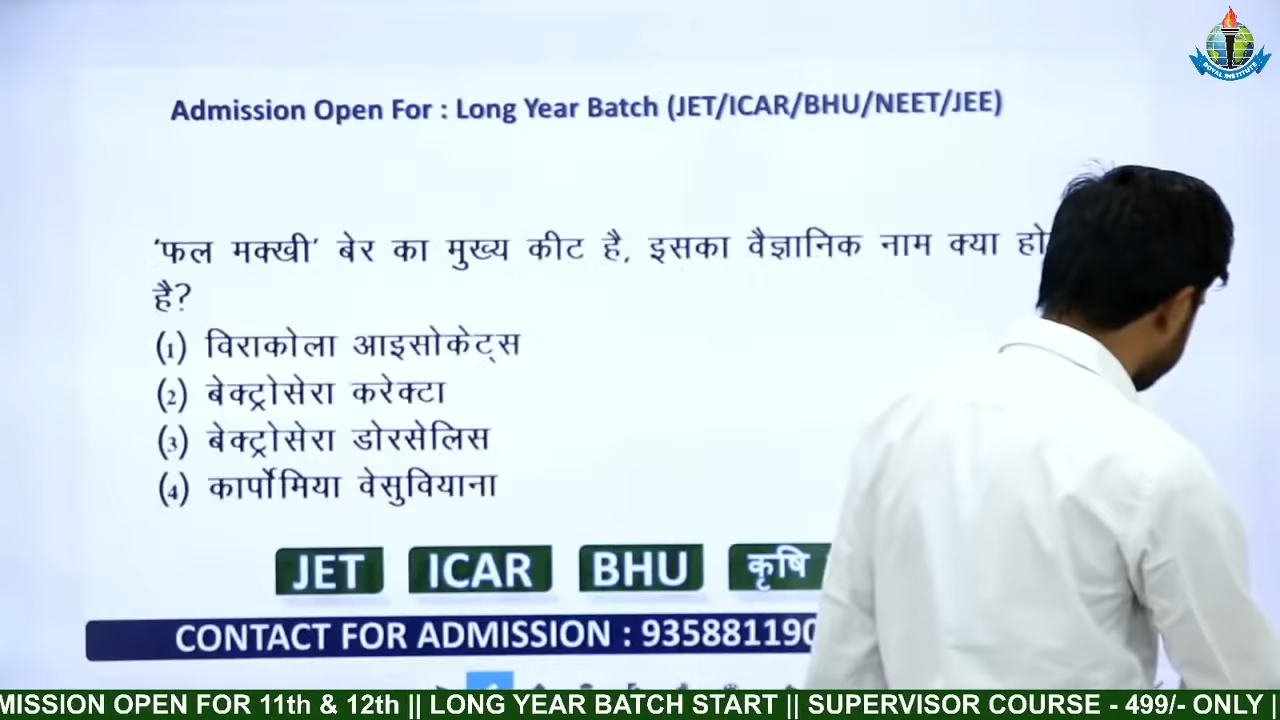 ROYAL INSTITUTE
Admission Open For : Long Year Batch (JET/ICAR/BHU/NEET/JEE)
'फल मक्खी' बेर का मुख्य कीट है, इसका वैज्ञानिक नाम क्या
है?
(1) विराकोला आइसोकेट्स
(2) बेक्ट्रोसेरा करेक्टा
(3) बेक्ट्रोसेरा डोरसेलिस
(4) कार्पोमिया वेसुवियाना
JET ICAR BHU कृषि
CONTACT FOR ADMISSION : 935881190
MISSION OPEN FOR 11th & 12th || LONG YEAR BATCH START || SUPERVISOR COURSE - 499/- ONLY |